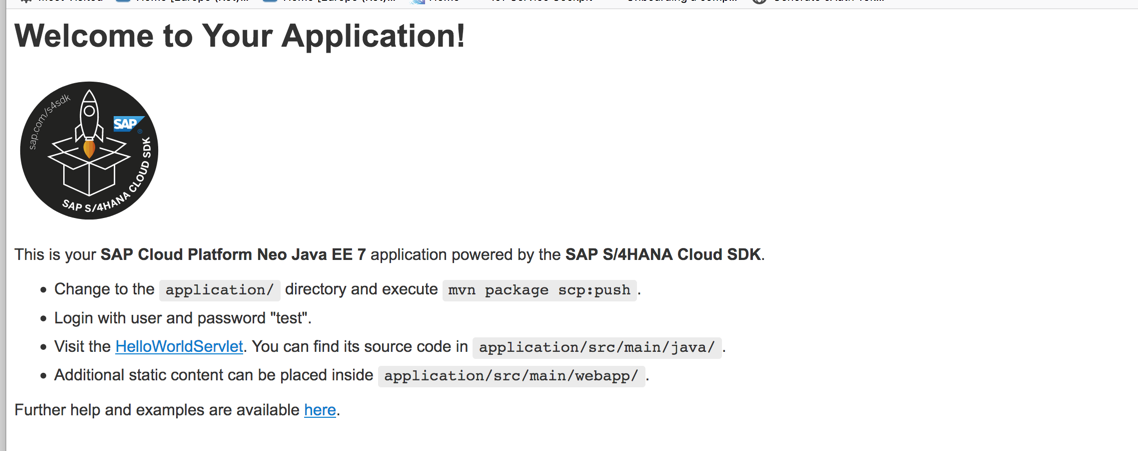 Welcome to Your Application!
sap.com/s4sdk
SAP
SAP S/4HANA CLOUD SDK
This is your SAP Cloud Platform Neo Java EE 7 application powered by the SAP S/4HANA Cloud SDK.
• Change to the application/ directory and execute mvn package scp:push.
• Login with user and password "test".
• Visit the HelloWorldServlet. You can find its source code in application/src/main/java/.
• Additional static content can be placed inside application/src/main/webapp/.
Further help and examples are available here.